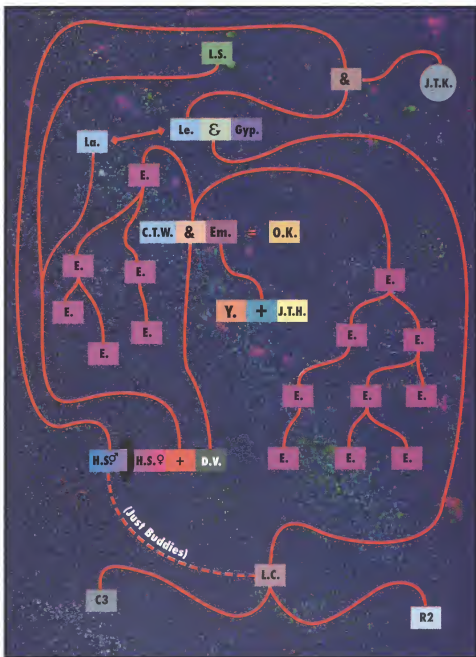 L.S.
&
J.T.K.
La.
Le. & Gyp.
E.
C.T.W. & Em. = O.K.
E.
E.
E.
E.
Y. + J.T.H.
E.
E.
E.
E.
E.
E.
E.
E.
E.
E.
H.S.♂ H.S.♀ + D.V.
(Just Buddies)
L.C.
C3
R2